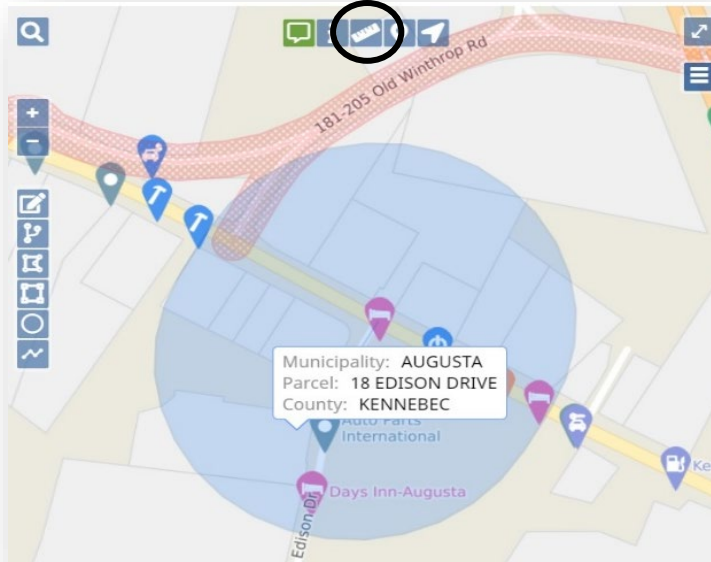 181-205 Old Winthrop Rd
Municipality: AUGUSTA
Parcel: 18 EDISON DRIVE
County: KENNEBEC
Auto Parts
International
Ke
Days Inn-Augusta
Edison Dr